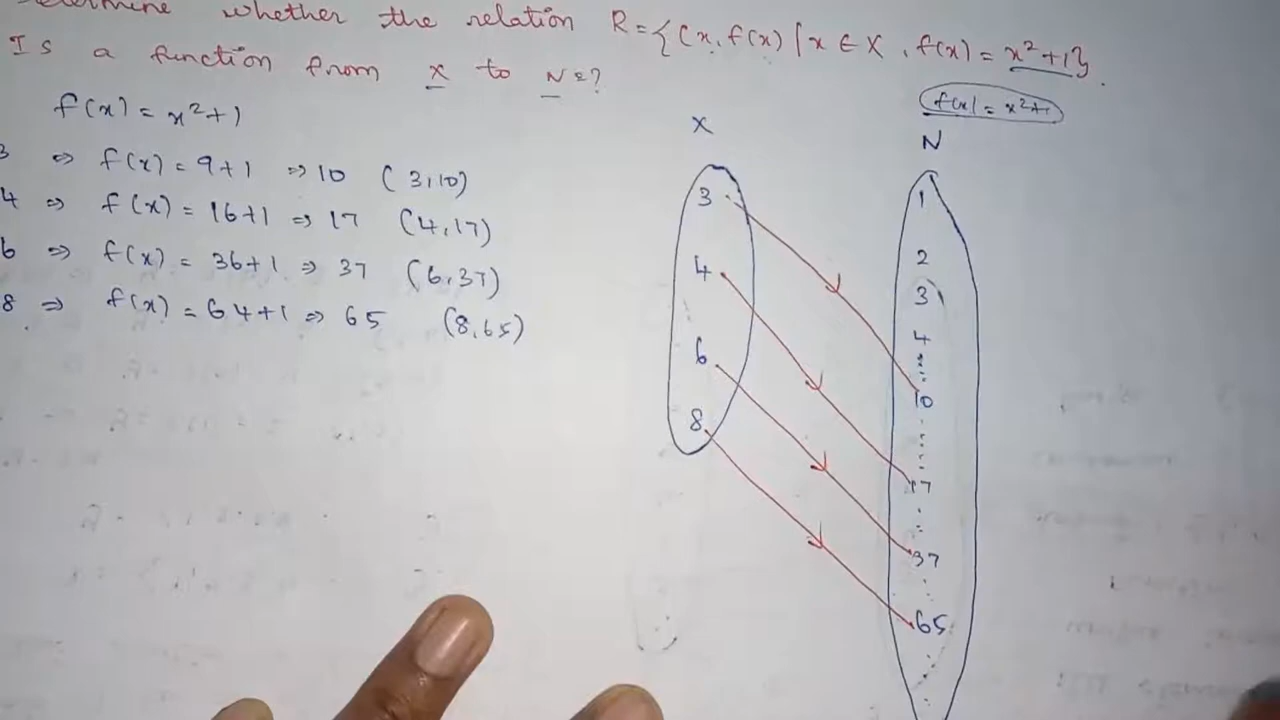 whether the relation R={(x, f(x) | x ∈ X, f(x) = x²+1}.
Is a function from X to N?
f(x) = x²+1
3 ⇒ f(x) = 9+1 ⇒ 10 (3,10)
4 ⇒ f(x) = 16+1 ⇒ 17 (4,17)
6 ⇒ f(x) = 36+1 ⇒ 37 (6,37)
8 ⇒ f(x) = 64+1 ⇒ 65 (8,65)
f(x) = x²+1
X
3
4
6
8
N
1
2
3
4
10
17
37
65